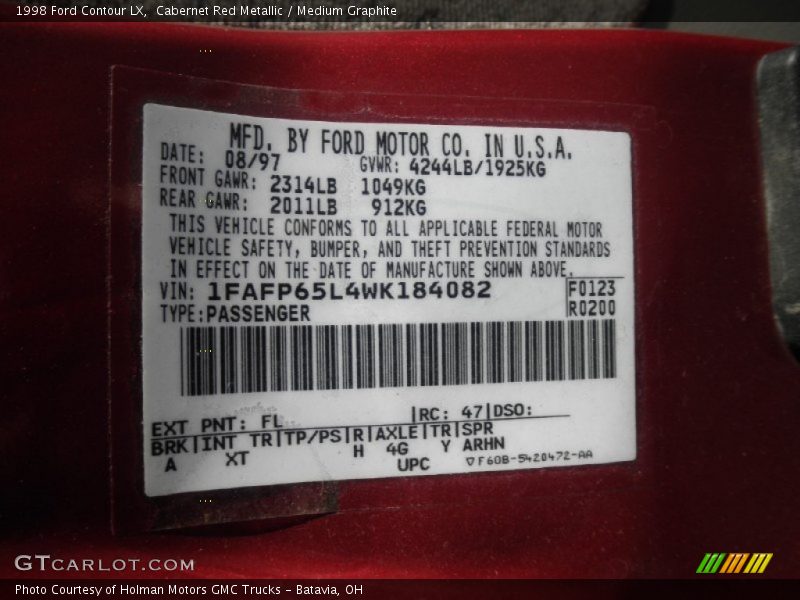 1998 Ford Contour LX,  Cabernet Red Metallic / Medium Graphite
MFD. BY FORD MOTOR CO. IN U.S.A.
DATE: 08/97 GVWR: 4244LB/1925KG
FRONT GAWR: 2314LB 1049KG
REAR GAWR: 2011LB 912KG
THIS VEHICLE CONFORMS TO ALL APPLICABLE FEDERAL MOTOR
VEHICLE SAFETY, BUMPER, AND THEFT PREVENTION STANDARDS
IN EFFECT ON THE DATE OF MANUFACTURE SHOWN ABOVE.
VIN: 1FAFP65L4WK184082 F0123
TYPE: PASSENGER R0200
EXT PNT: FL |RC: 47|DSO:
BRK|INT TR|TP/PS|R|AXLE|TR|SPR
A XT H 4G Y ARHN
UPC ▽F60B-5420472-AA
GTCARLOT.COM
Photo Courtesy of Holman Motors GMC Trucks - Batavia, OH